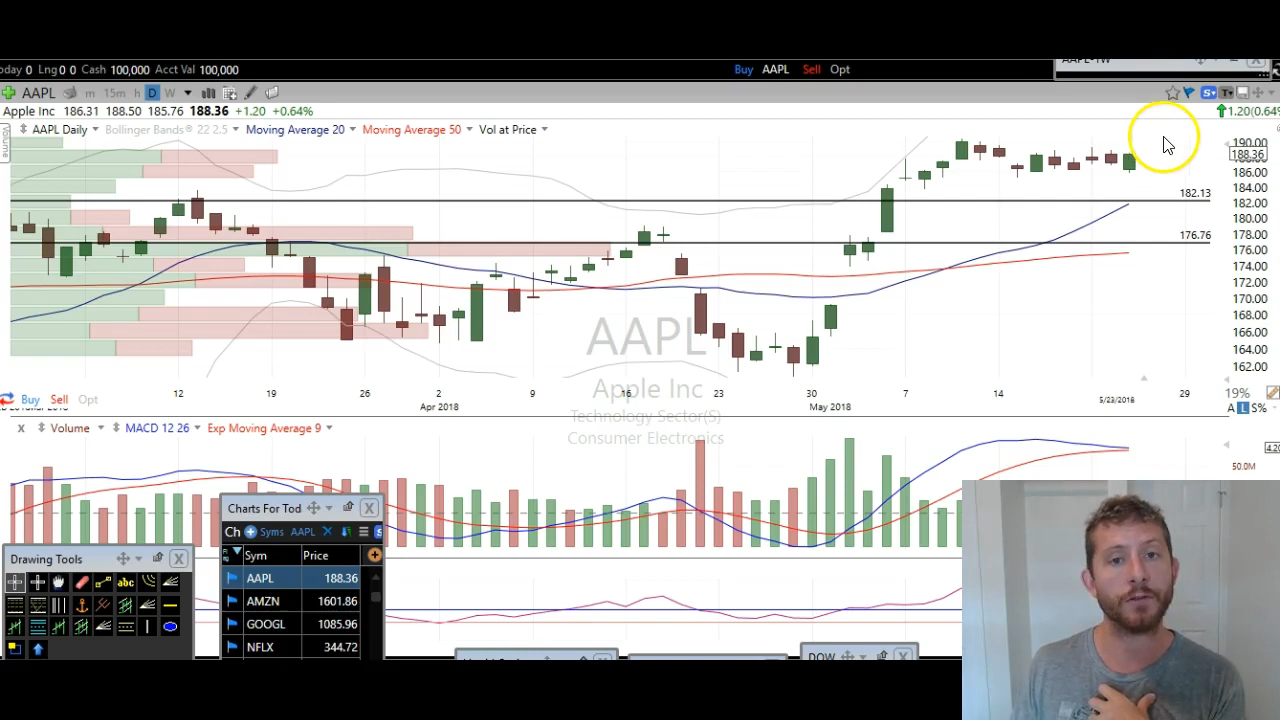 oday 0 Lng 0 0 Cash 100,000 Acct Val 100,000 Buy AAPL Sell Opt
AAPL m 15m h D W
Apple Inc 186.31 188.50 185.76 188.36 +1.20 +0.64% 1.20(0.64%
AAPL Daily Bollinger Bands® 22 2.5 Moving Average 20 Moving Average 50 Vol at Price
Volume
190.00
188.36
186.00
184.00
182.13
182.00
180.00
176.76
178.00
176.00
174.00
172.00
170.00
168.00
166.00
164.00
162.00
AAPL
Apple Inc
Technology Sector(S)
Consumer Electronics
12 19 26 2 9 16 23 30 7 14 5/23/2018 29
Apr 2018 May 2018
Buy Sell Opt
19%
A L S%
X Volume MACD 12 26 Exp Moving Average 9
4.20
50.0M
Charts For Tod X
Ch Syms AAPL
Sym Price
AAPL 188.36
AMZN 1601.86
GOOGL 1085.96
NFLX 344.72
Drawing Tools X
abc
DOW X